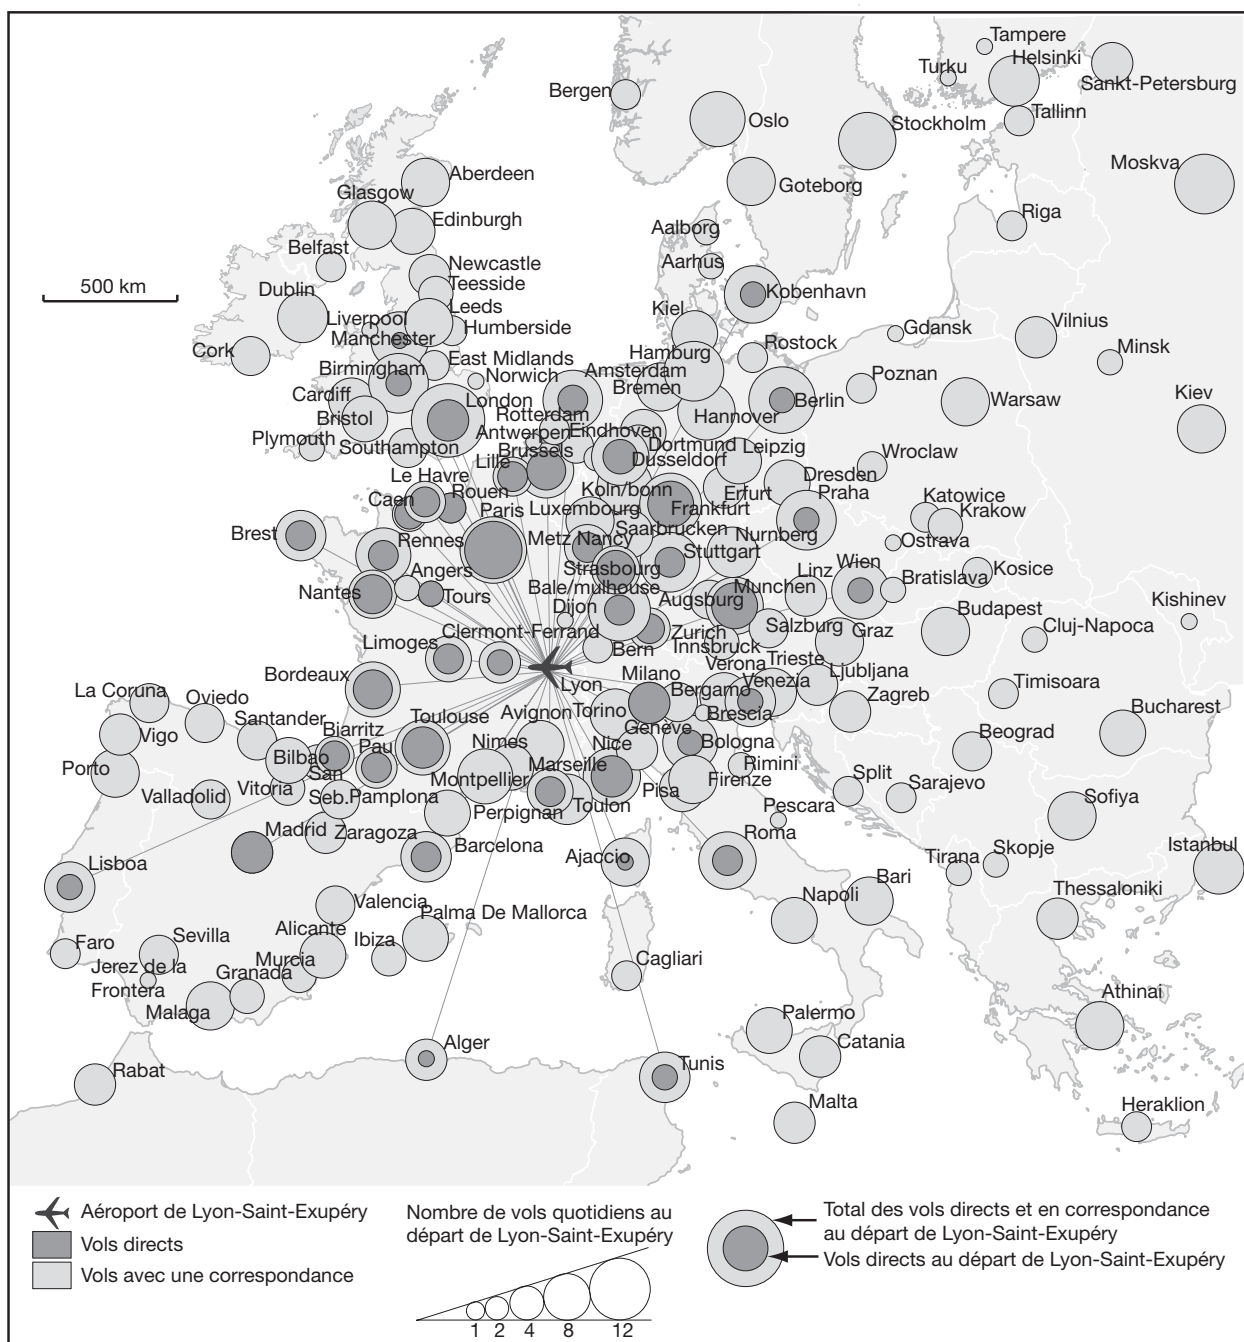 Tampere
Helsinki
Turku
Sankt-Petersburg
Bergen
Tallinn
Oslo
Stockholm
Moskva
Aberdeen
Goteborg
Glasgow
Edinburgh
Riga
Aalborg
Belfast
Aarhus
Newcastle
Teesside
500 km
Dublin
Kobenhavn
Leeds
Kiel
Liverpool
Humberside
Gdansk
Vilnius
Manchester
Cork
Hamburg
Rostock
Minsk
East Midlands
Birmingham
Amsterdam
Norwich
Bremen
Poznan
Cardiff
London
Berlin
Warsaw
Kiev
Bristol
Rotterdam
Hannover
Plymouth
Antwerpen
Eindhoven
Southampton
Brussels
Dortmund
Leipzig
Lille
Dusseldorf
Wroclaw
Le Havre
Dresden
Caen
Rouen
Koln/bonn
Erfurt
Praha
Katowice
Paris
Luxembourg
Frankfurt
Krakow
Brest
Rennes
Metz
Nancy
Saarbrucken
Nurnberg
Ostrava
Stuttgart
Strasbourg
Angers
Linz
Wien
Kosice
Nantes
Tours
Bale/mulhouse
Augsburg
Munchen
Bratislava
Dijon
Budapest
Kishinev
Limoges
Clermont-Ferrand
Zurich
Salzburg
Graz
Cluj-Napoca
Bern
Innsbruck
Bordeaux
Lyon
Milano
Verona
Trieste
Ljubljana
La Coruna
Oviedo
Avignon
Torino
Bergamo
Venezia
Zagreb
Timisoara
Santander
Toulouse
Genève
Brescia
Bucharest
Vigo
Biarritz
Nimes
Nice
Bologna
Beograd
Bilbao
Pau
Marseille
Porto
San
Seb.
Montpellier
Rimini
Vitoria
Firenze
Split
Sarajevo
Valladolid
Pamplona
Perpignan
Toulon
Pisa
Pescara
Sofiya
Madrid
Zaragoza
Barcelona
Roma
Lisboa
Ajaccio
Tirana
Skopje
Istanbul
Valencia
Napoli
Bari
Thessaloniki
Palma De Mallorca
Alicante
Faro
Sevilla
Ibiza
Murcia
Cagliari
Jerez de la
Frontera
Granada
Malaga
Athinai
Palermo
Alger
Catania
Rabat
Tunis
Malta
Heraklion
Aéroport de Lyon-Saint-Exupéry
Vols directs
Vols avec une correspondance
Nombre de vols quotidiens au
départ de Lyon-Saint-Exupéry
1 2 4 8 12
Total des vols directs et en correspondance
au départ de Lyon-Saint-Exupéry
Vols directs au départ de Lyon-Saint-Exupéry